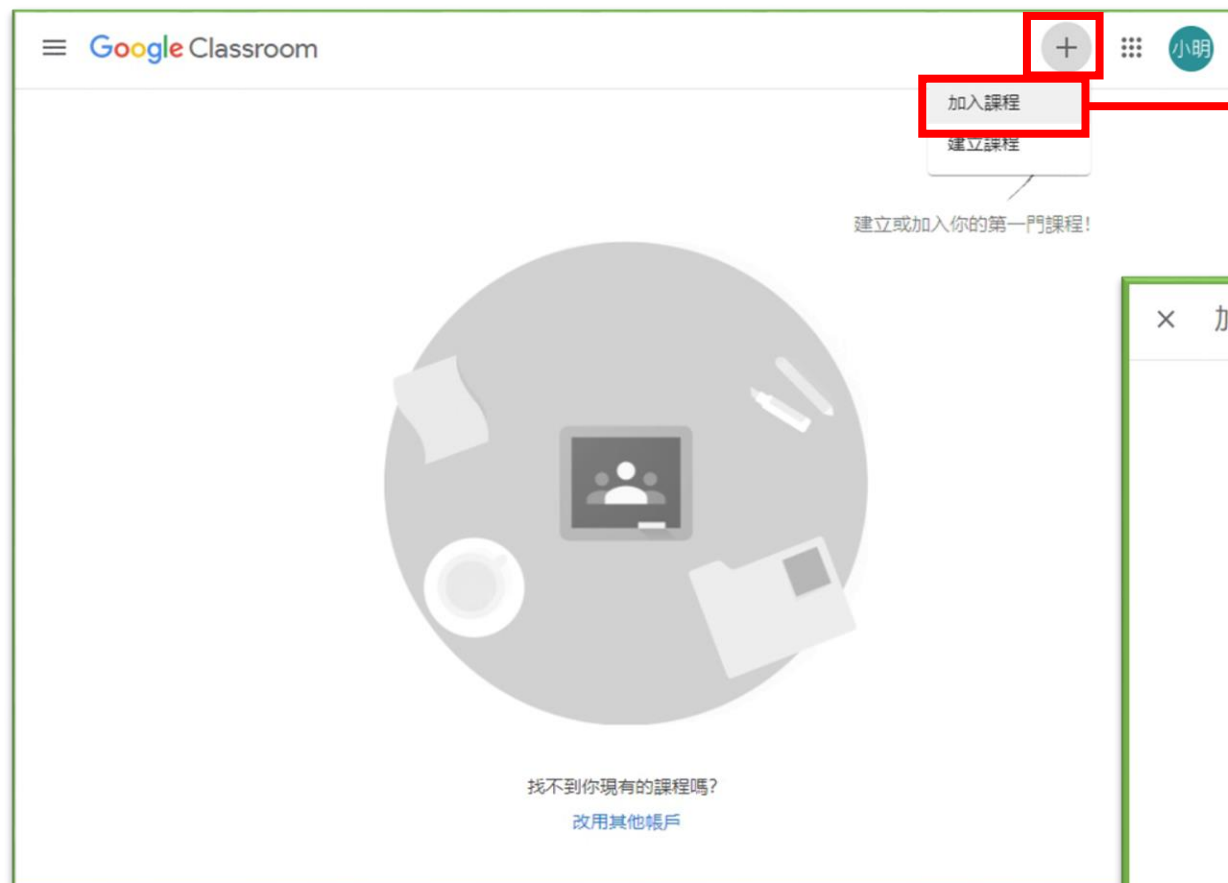 Google Classroom
小明
加入課程
建立課程
建立或加入你的第一門課程!
找不到你現有的課程嗎?
改用其他帳戶